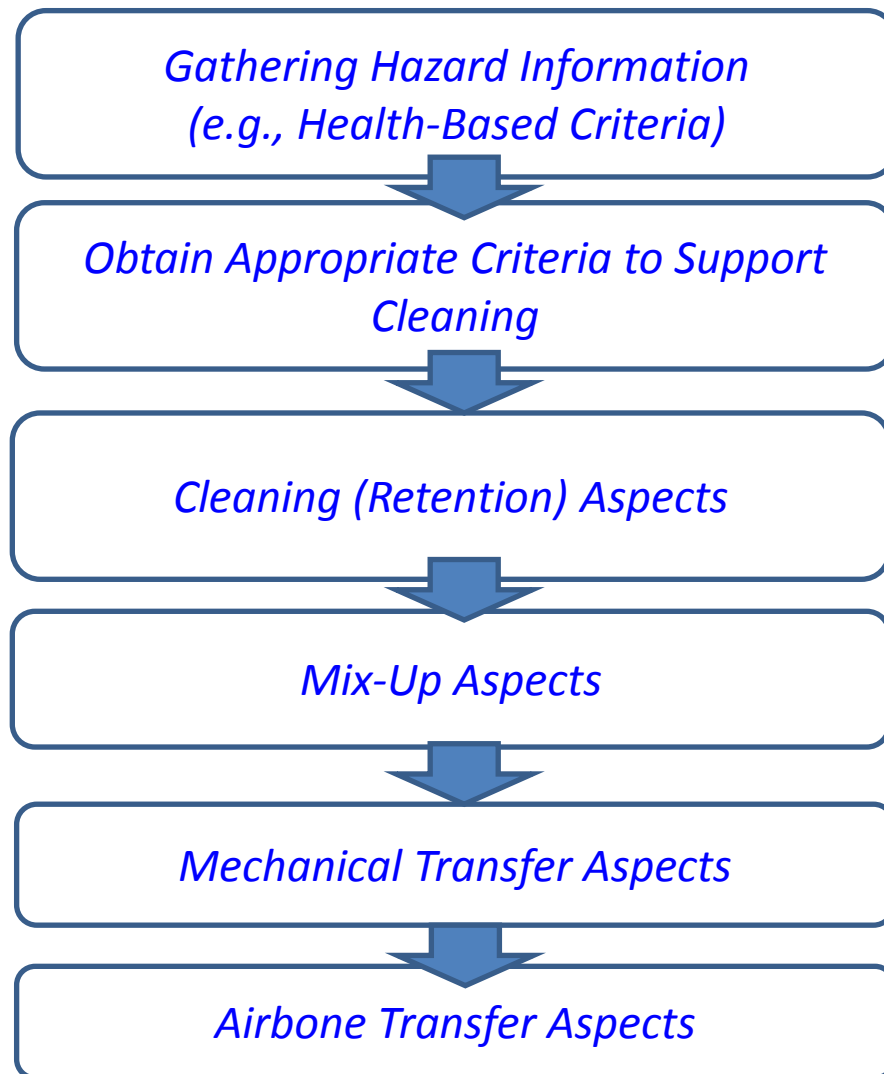 Gathering Hazard Information
(e.g., Health-Based Criteria)
Obtain Appropriate Criteria to Support
Cleaning
Cleaning (Retention) Aspects
Mix-Up Aspects
Mechanical Transfer Aspects
Airbone Transfer Aspects